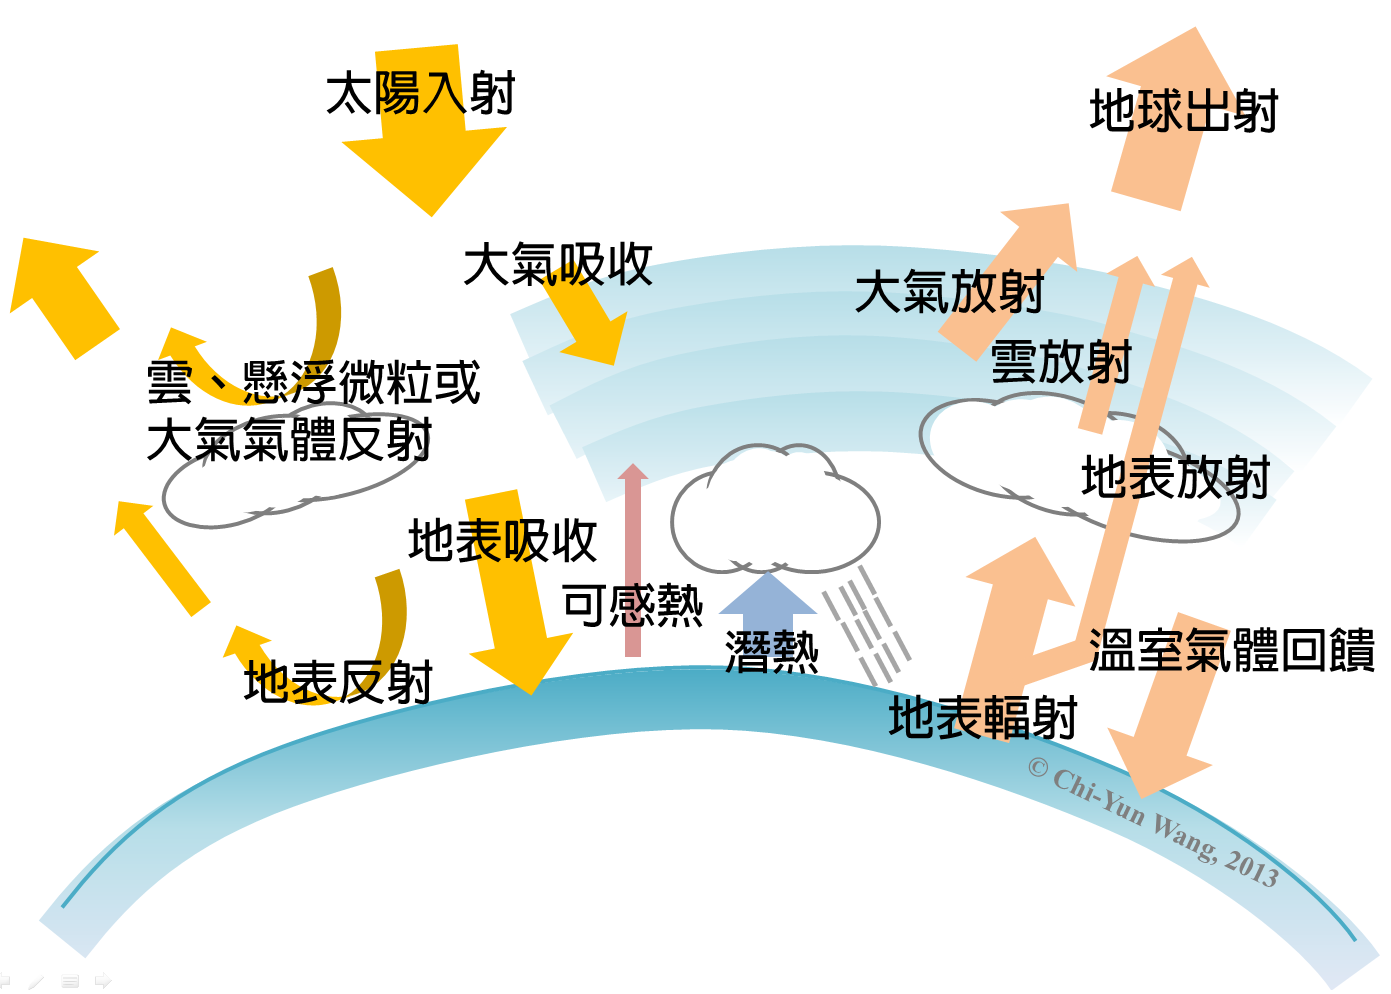 太陽入射
地球出射
大氣吸收
大氣放射
雲放射
雲、懸浮微粒或
大氣氣體反射
地表放射
地表吸收
可感熱
潛熱
溫室氣體回饋
地表反射
地表輻射
© Chi-Yun Wang, 2013